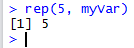 > rep(5, myVar)
[1] 5
>